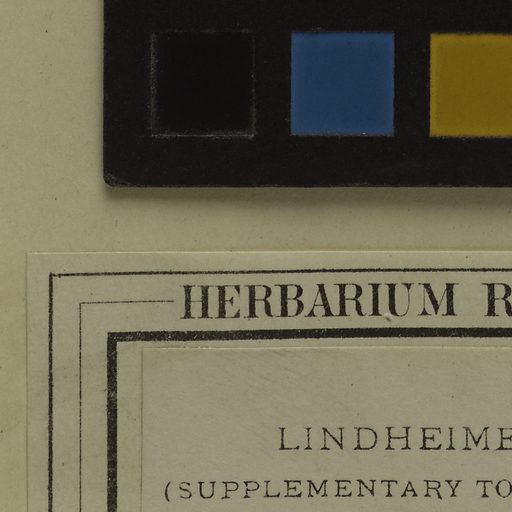 HERBARIUM R
LINDHEIME
(SUPPLEMENTARY TO